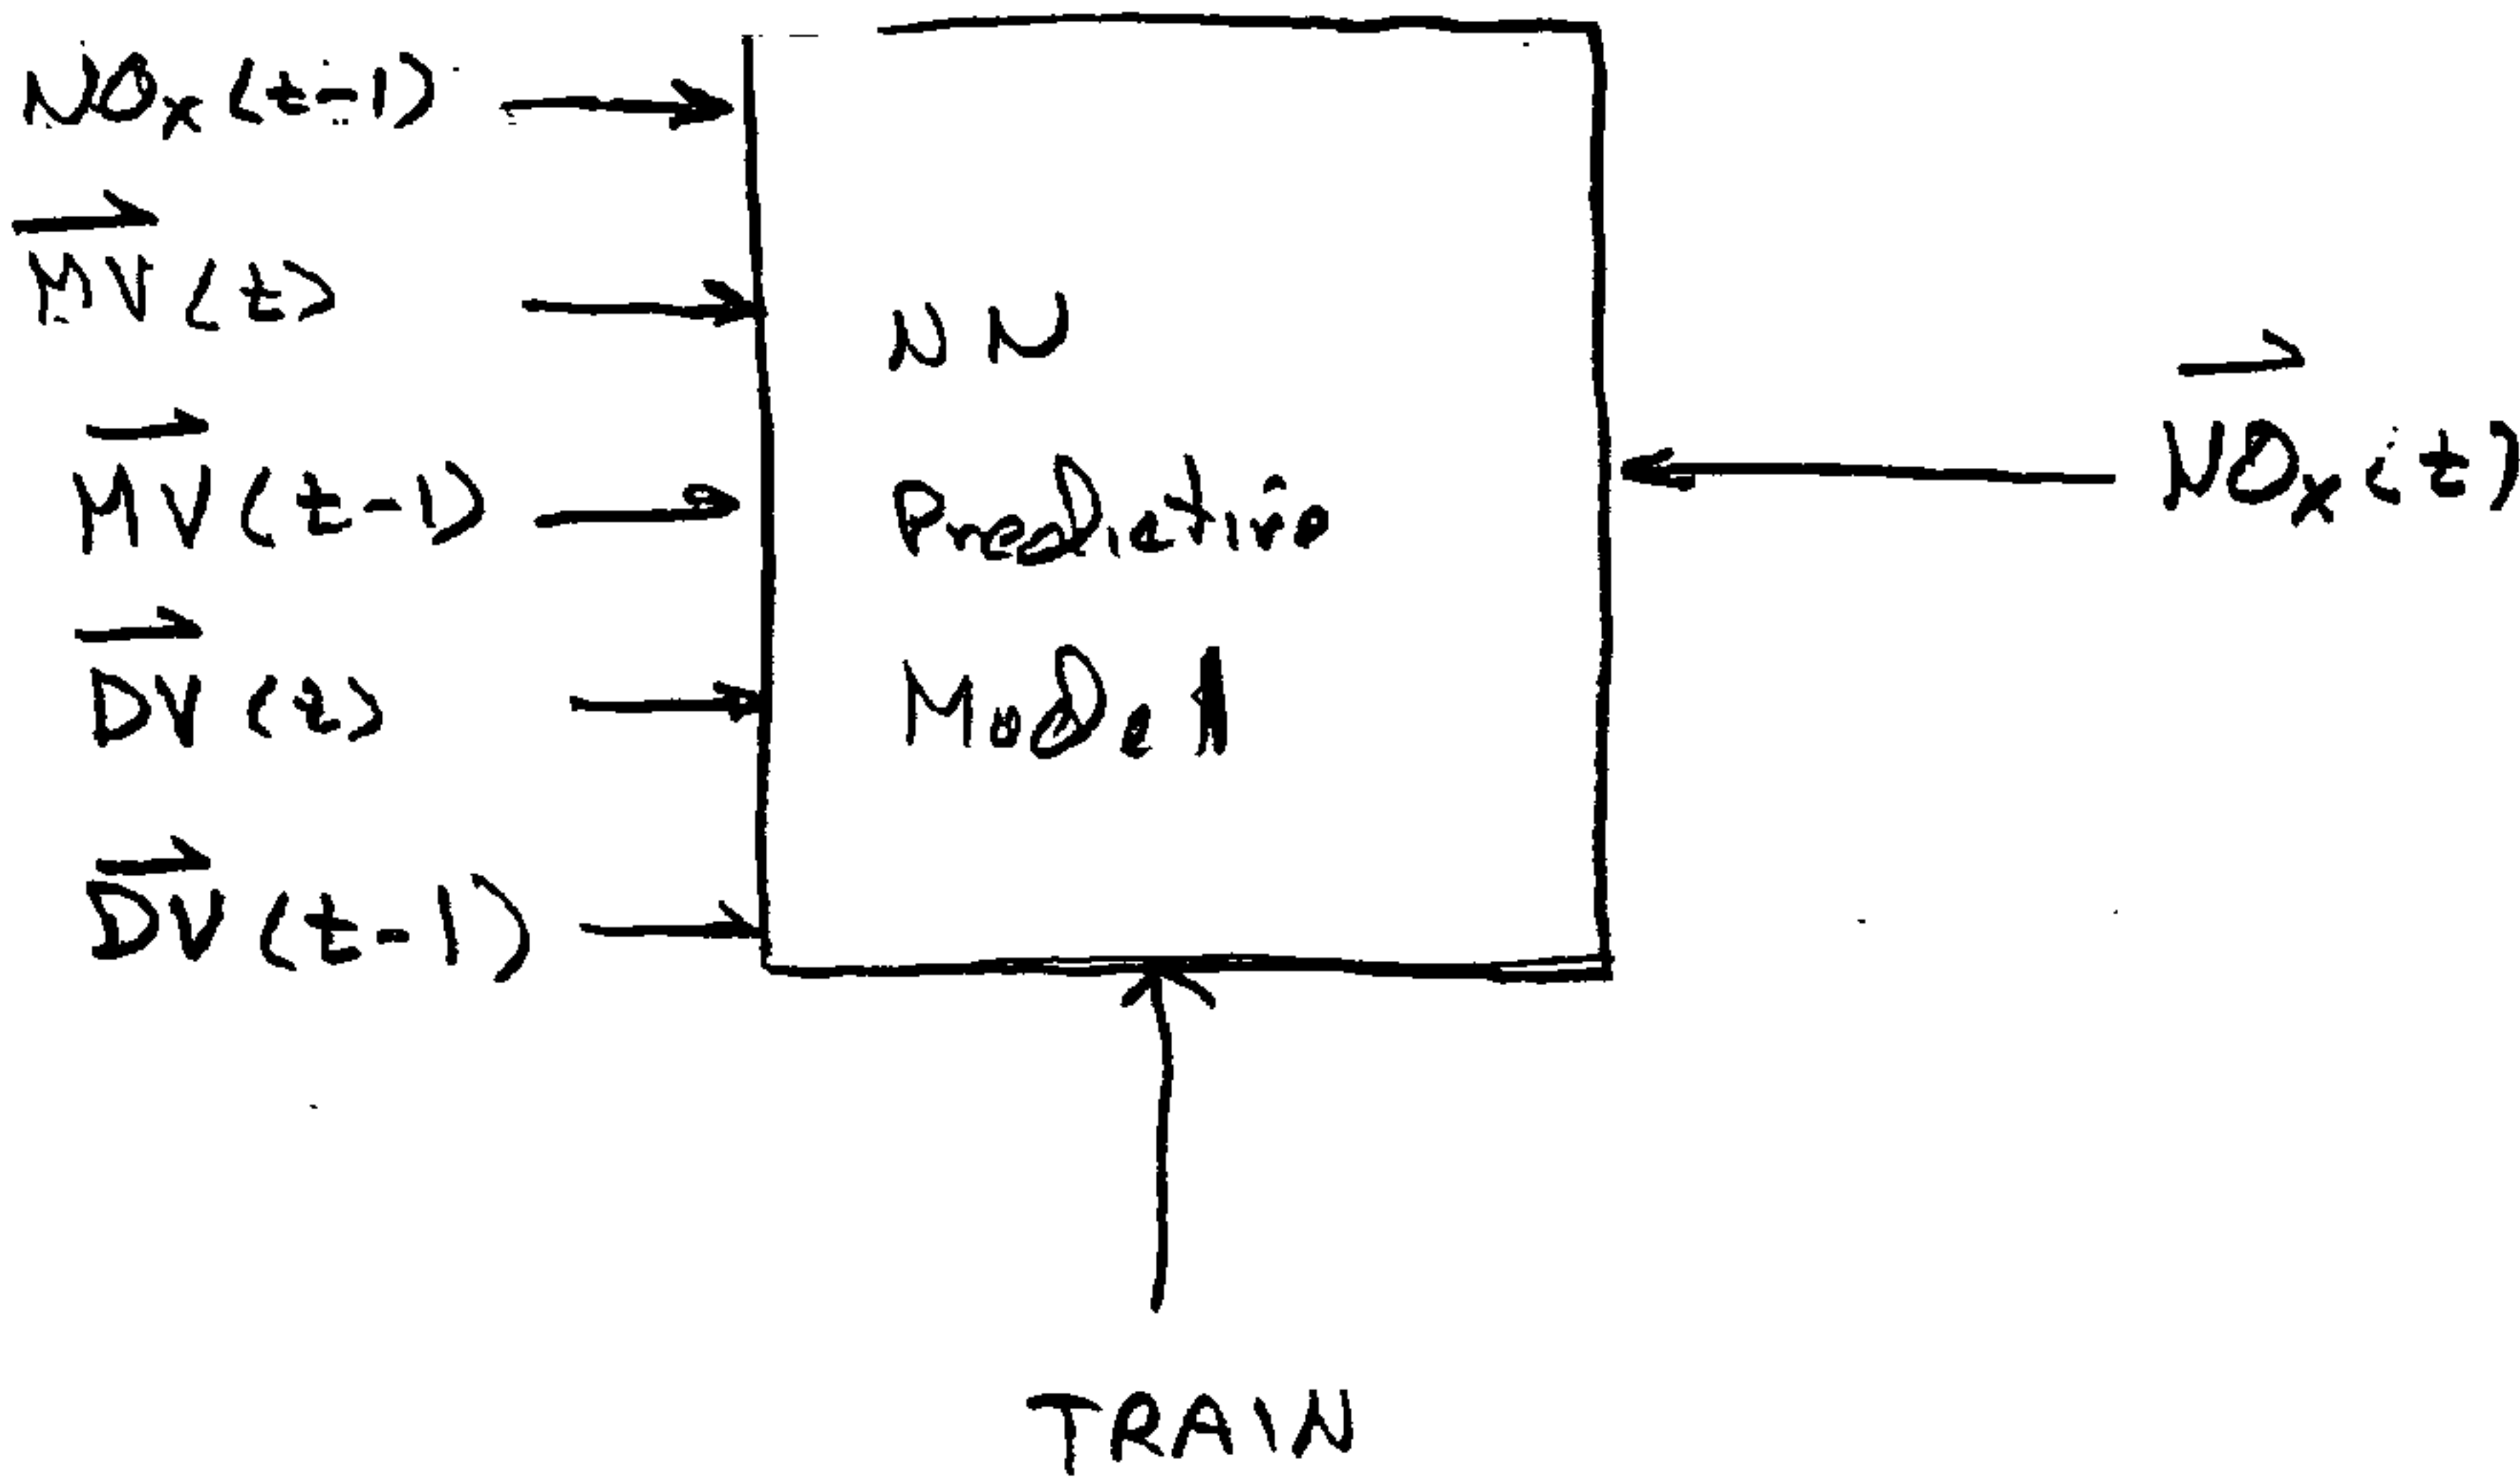 NOx (t-1)
MV (t)
MV (t-1)
DV (t)
DV (t-1)
NN
Predictive
Model
NOx (t)
TRAIN